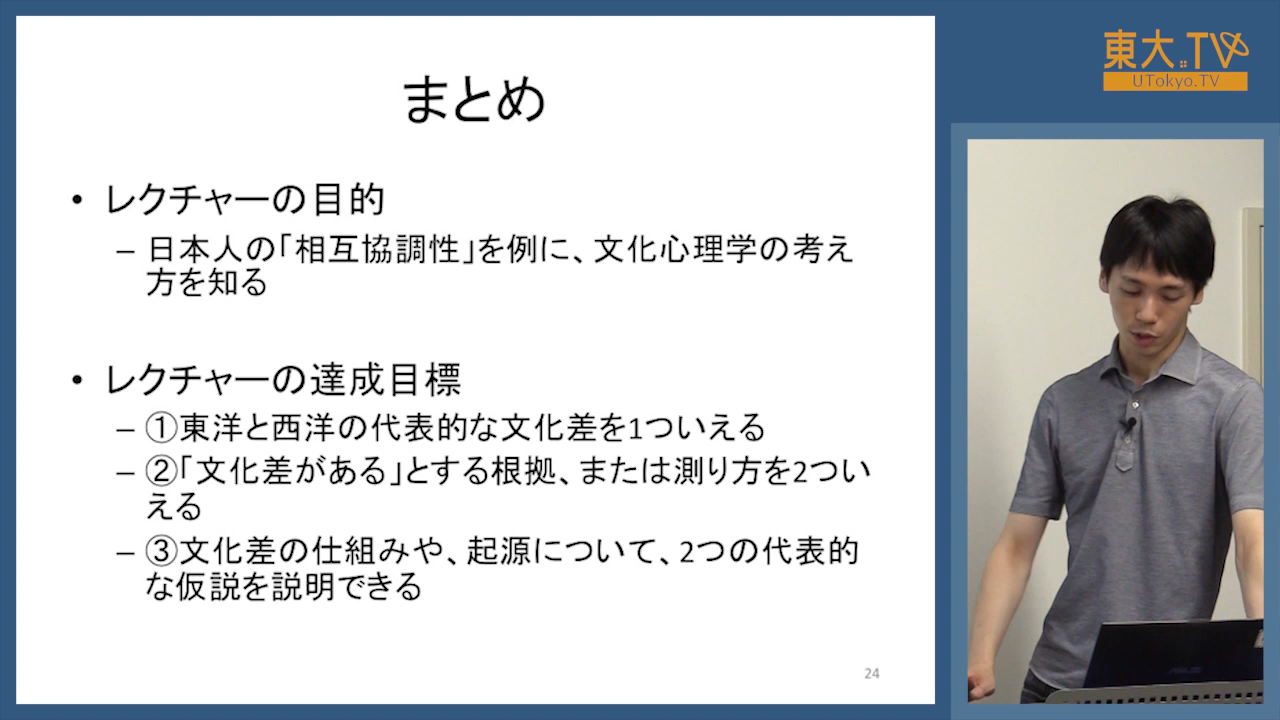 まとめ
• レクチャーの目的
– 日本人の「相互協調性」を例に、文化心理学の考え
方を知る
• レクチャーの達成目標
– ①東洋と西洋の代表的な文化差を1ついえる
– ②「文化差がある」とする根拠、または測り方を2つい
える
– ③文化差の仕組みや、起源について、2つの代表的
な仮説を説明できる
24
東大.TV
UTokyo.TV
ASUS